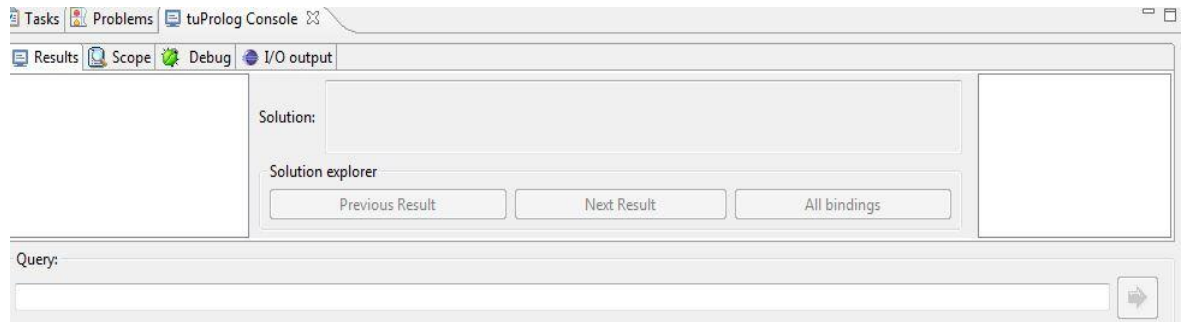 Tasks Problems tuProlog Console
Results Scope Debug I/O output
Solution:
Solution explorer
Previous Result Next Result All bindings
Query: